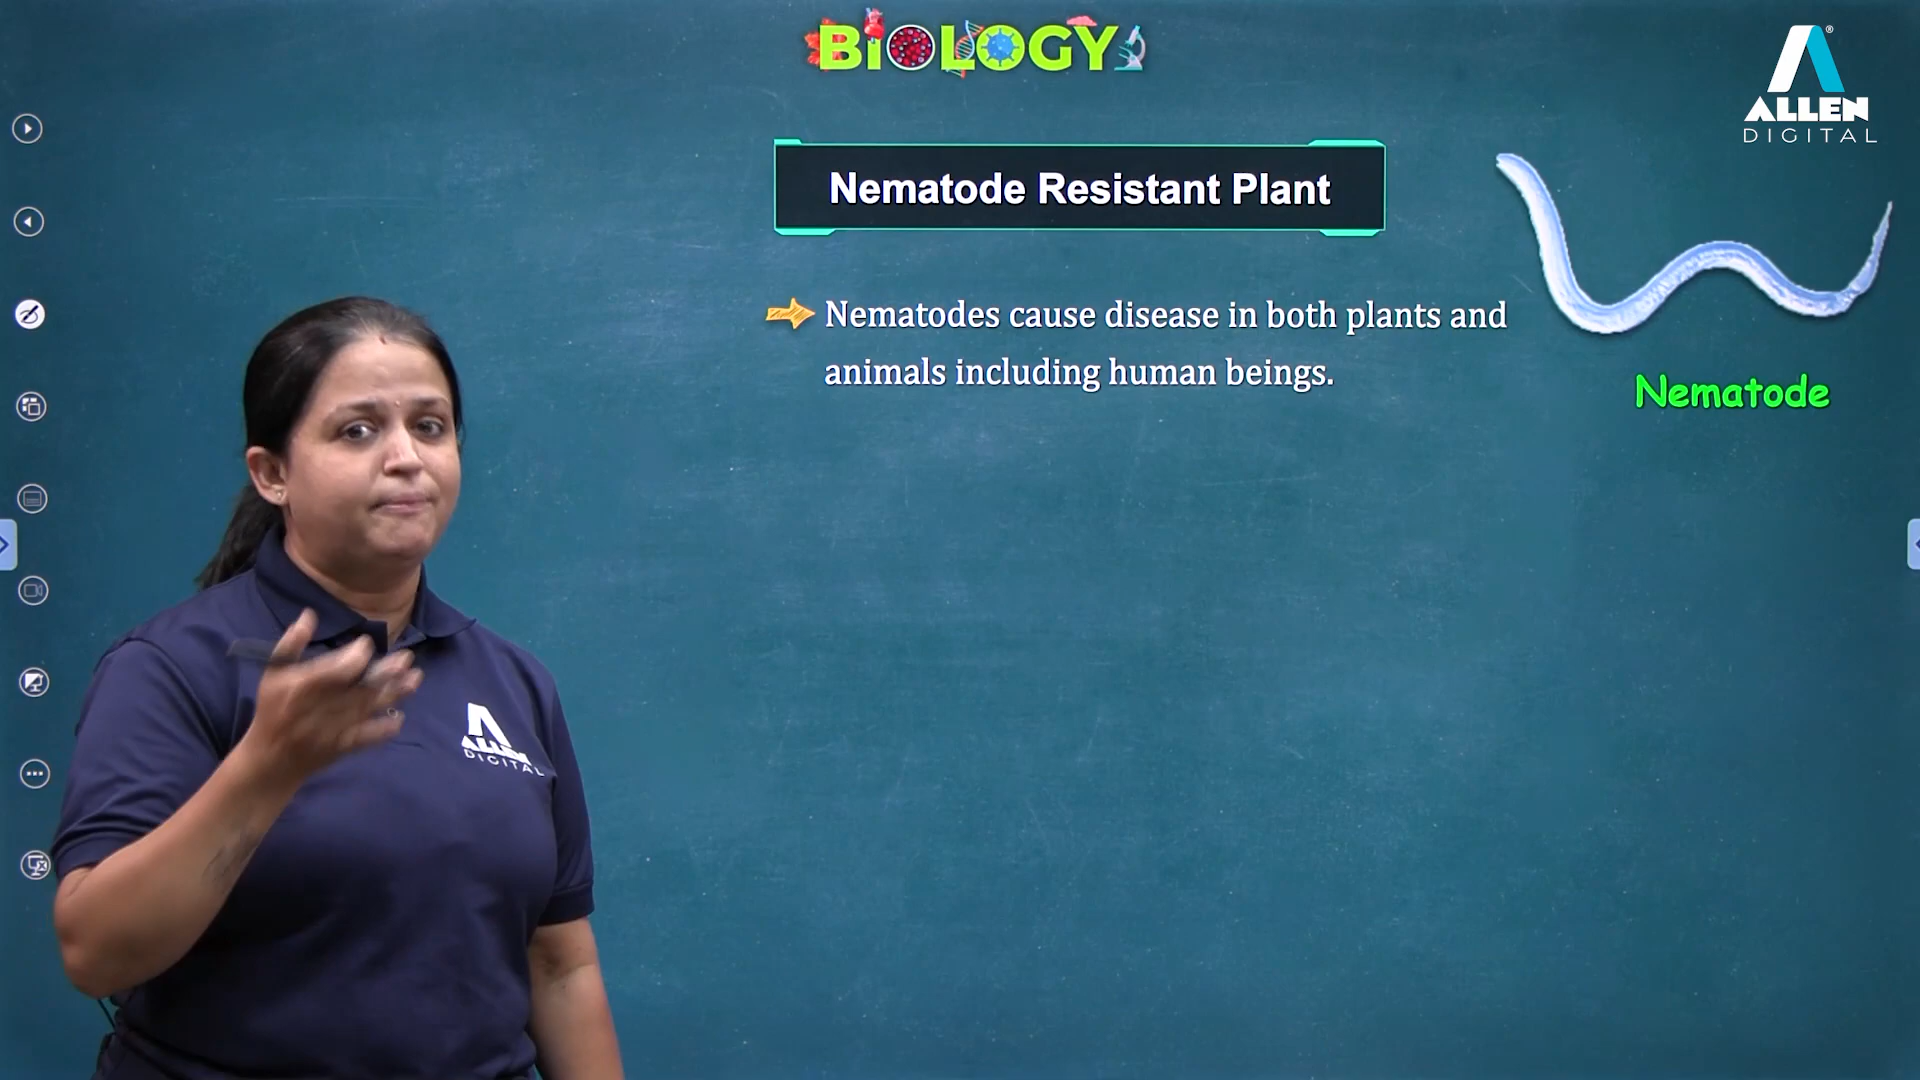 BIOLOGY
ALLEN
DIGITAL
Nematode Resistant Plant
Nematodes cause disease in both plants and
animals including human beings.
Nematode
ALLEN
DIGITAL